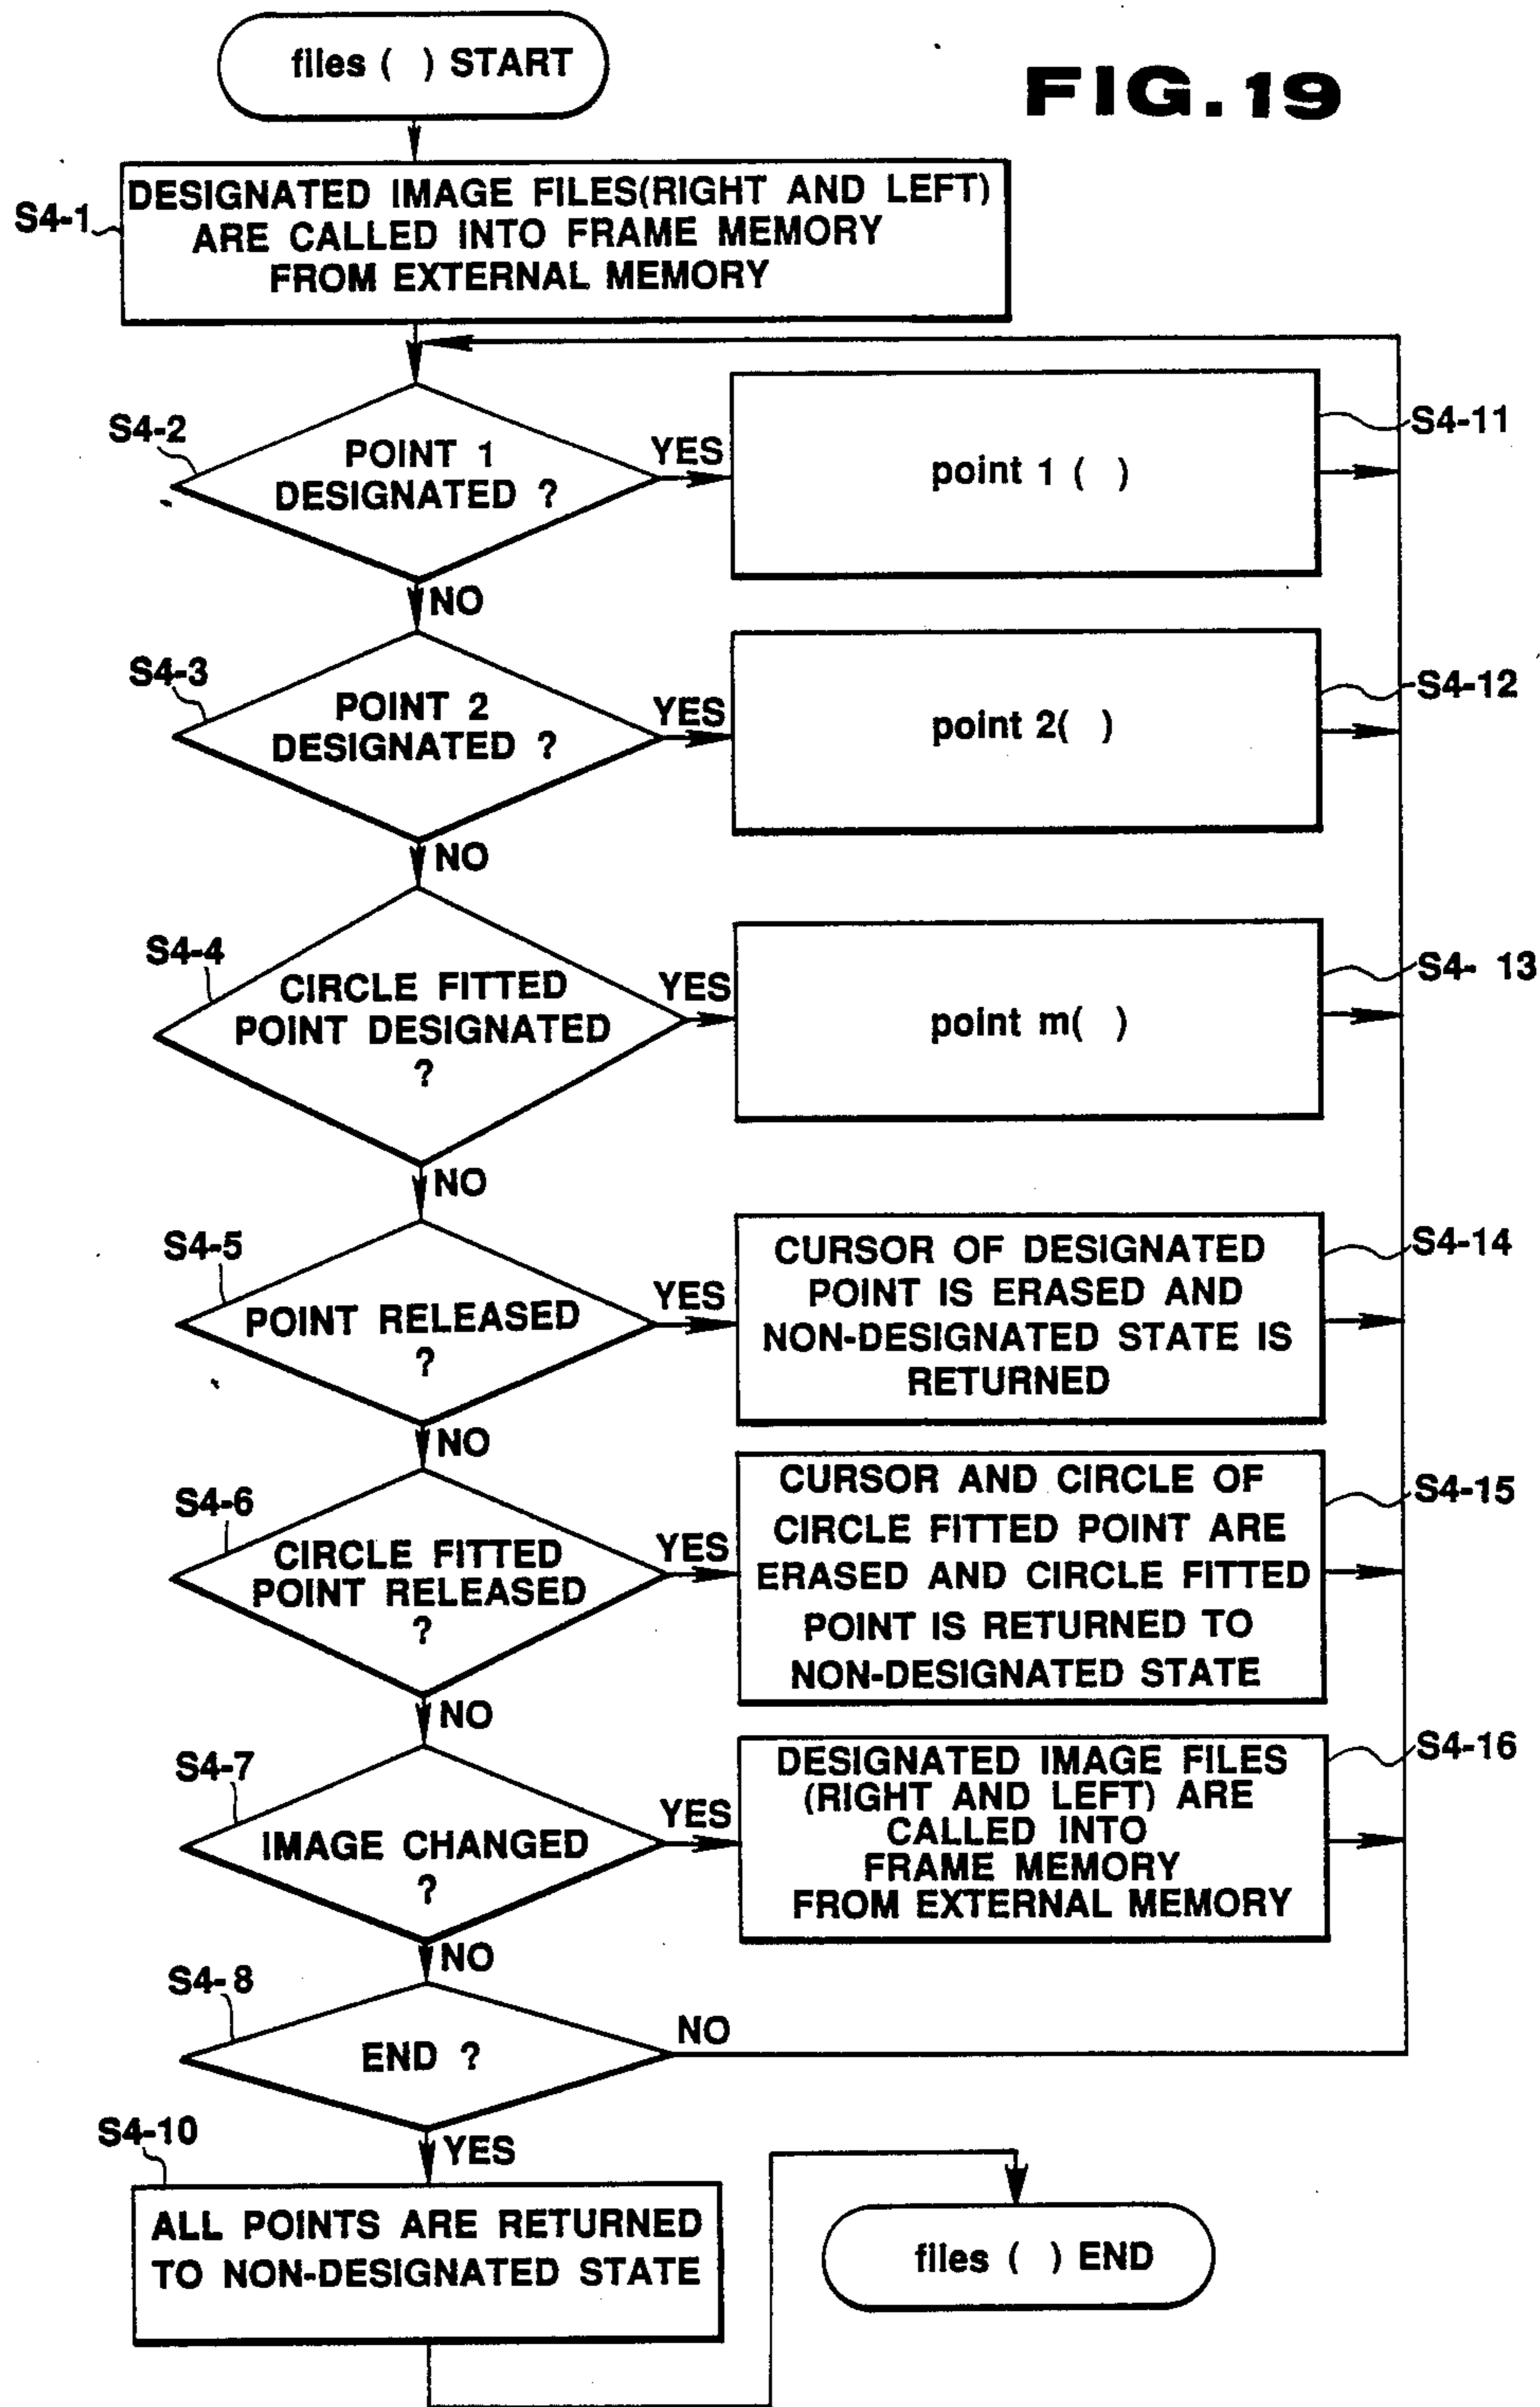 files ( ) START
FIG.19
S4-1
DESIGNATED IMAGE FILES(RIGHT AND LEFT)
ARE CALLED INTO FRAME MEMORY
FROM EXTERNAL MEMORY
S4-2
POINT 1
DESIGNATED ?
YES
point 1 ( )
S4-11
NO
S4-3
POINT 2
DESIGNATED ?
YES
point 2( )
S4-12
NO
S4-4
CIRCLE FITTED
POINT DESIGNATED
?
YES
point m( )
S4- 13
NO
S4-5
POINT RELEASED
?
YES
CURSOR OF DESIGNATED
POINT IS ERASED AND
NON-DESIGNATED STATE IS
RETURNED
S4-14
NO
S4-6
CIRCLE FITTED
POINT RELEASED
?
YES
CURSOR AND CIRCLE OF
CIRCLE FITTED POINT ARE
ERASED AND CIRCLE FITTED
POINT IS RETURNED TO
NON-DESIGNATED STATE
S4-15
NO
S4-7
IMAGE CHANGED
?
YES
DESIGNATED IMAGE FILES
(RIGHT AND LEFT) ARE
CALLED INTO
FRAME MEMORY
FROM EXTERNAL MEMORY
S4-16
NO
S4- 8
END ?
NO
YES
S4-10
ALL POINTS ARE RETURNED
TO NON-DESIGNATED STATE
files ( ) END